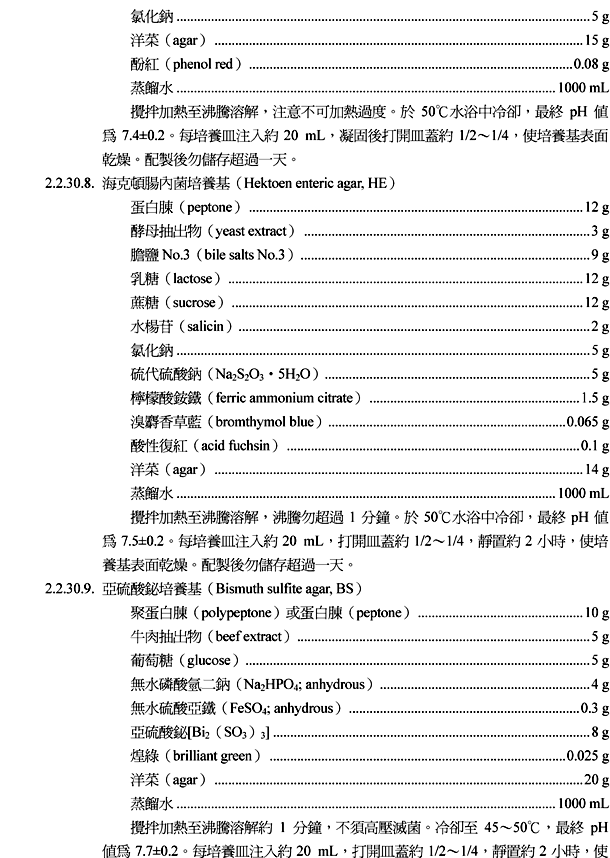 氯化鈉 ........ 5 g
洋菜（agar） ........ 15 g
酚紅（phenol red） ........ 0.08 g
蒸餾水 ........ 1000 mL
攪拌加熱至沸騰溶解，注意不可加熱過度。於 50℃水浴中冷卻，最終 pH 值
爲 7.4±0.2。每培養皿注入約 20 mL，凝固後打開皿蓋約 1/2～1/4，使培養基表面
乾燥。配製後勿儲存超過一天。
2.2.30.8. 海克頓腸內菌培養基（Hektoen enteric agar, HE）
蛋白腖（peptone） ........ 12 g
酵母抽出物（yeast extract） ........ 3 g
膽鹽 No.3（bile salts No.3） ........ 9 g
乳糖（lactose） ........ 12 g
蔗糖（sucrose） ........ 12 g
水楊苷（salicin） ........ 2 g
氯化鈉 ........ 5 g
硫代硫酸鈉（Na₂S₂O₃・5H₂O） ........ 5 g
檸檬酸銨鐵（ferric ammonium citrate） ........ 1.5 g
溴麝香草藍（bromthymol blue） ........ 0.065 g
酸性復紅（acid fuchsin） ........ 0.1 g
洋菜（agar） ........ 14 g
蒸餾水 ........ 1000 mL
攪拌加熱至沸騰溶解，沸騰勿超過 1 分鐘。於 50℃水浴中冷卻，最終 pH 值
爲 7.5±0.2。每培養皿注入約 20 mL，打開皿蓋約 1/2～1/4，靜置約 2 小時，使培
養基表面乾燥。配製後勿儲存超過一天。
2.2.30.9. 亞硫酸鉍培養基（Bismuth sulfite agar, BS）
聚蛋白腖（polypeptone）或蛋白腖（peptone） ........ 10 g
牛肉抽出物（beef extract） ........ 5 g
葡萄糖（glucose） ........ 5 g
無水磷酸氫二鈉（Na₂HPO₄; anhydrous） ........ 4 g
無水硫酸亞鐵（FeSO₄; anhydrous） ........ 0.3 g
亞硫酸鉍[Bi₂（SO₃）₃] ........ 8 g
煌綠（brilliant green） ........ 0.025 g
洋菜（agar） ........ 20 g
蒸餾水 ........ 1000 mL
攪拌加熱至沸騰溶解約 1 分鐘，不須高壓滅菌。冷卻至 45～50℃，最終 pH
值爲 7.7±0.2。每培養皿注入約 20 mL，打開皿蓋約 1/2～1/4，靜置約 2 小時，使